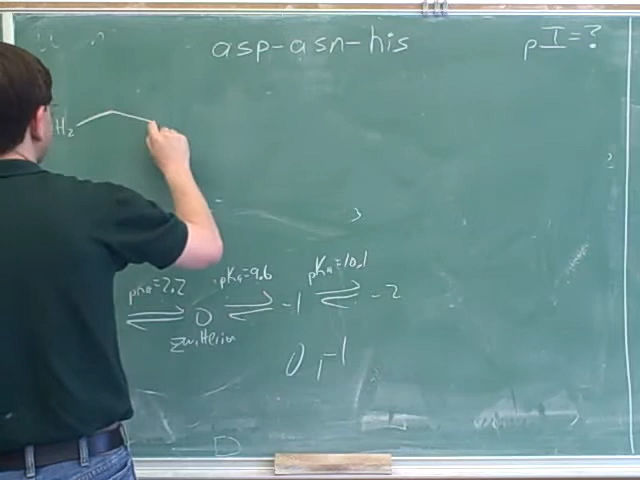 asp-asn-his
pI=?
H2
pKa=2.2
pKa=9.6
pKa=10.1
0
-1
-2
Zwitterion
0, -1